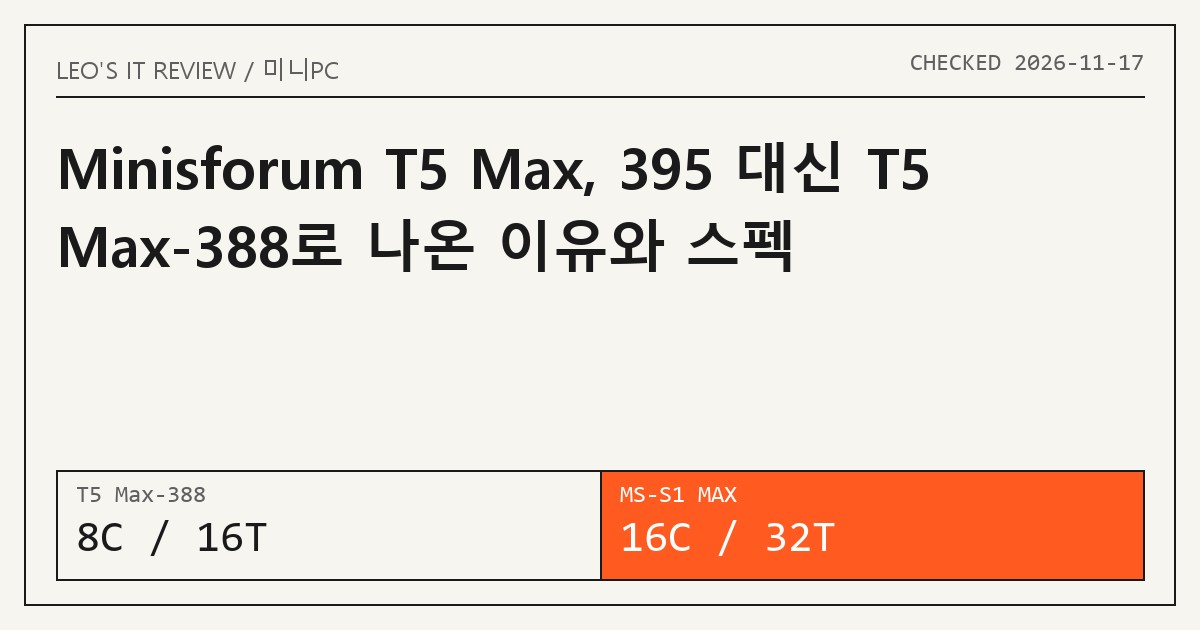 LEO'S IT REVIEW / 미니PC
CHECKED 2026-11-17
Minisforum T5 Max, 395 대신 T5
Max-388로 나온 이유와 스펙
T5 Max-388
8C / 16T
MS-S1 MAX
16C / 32T